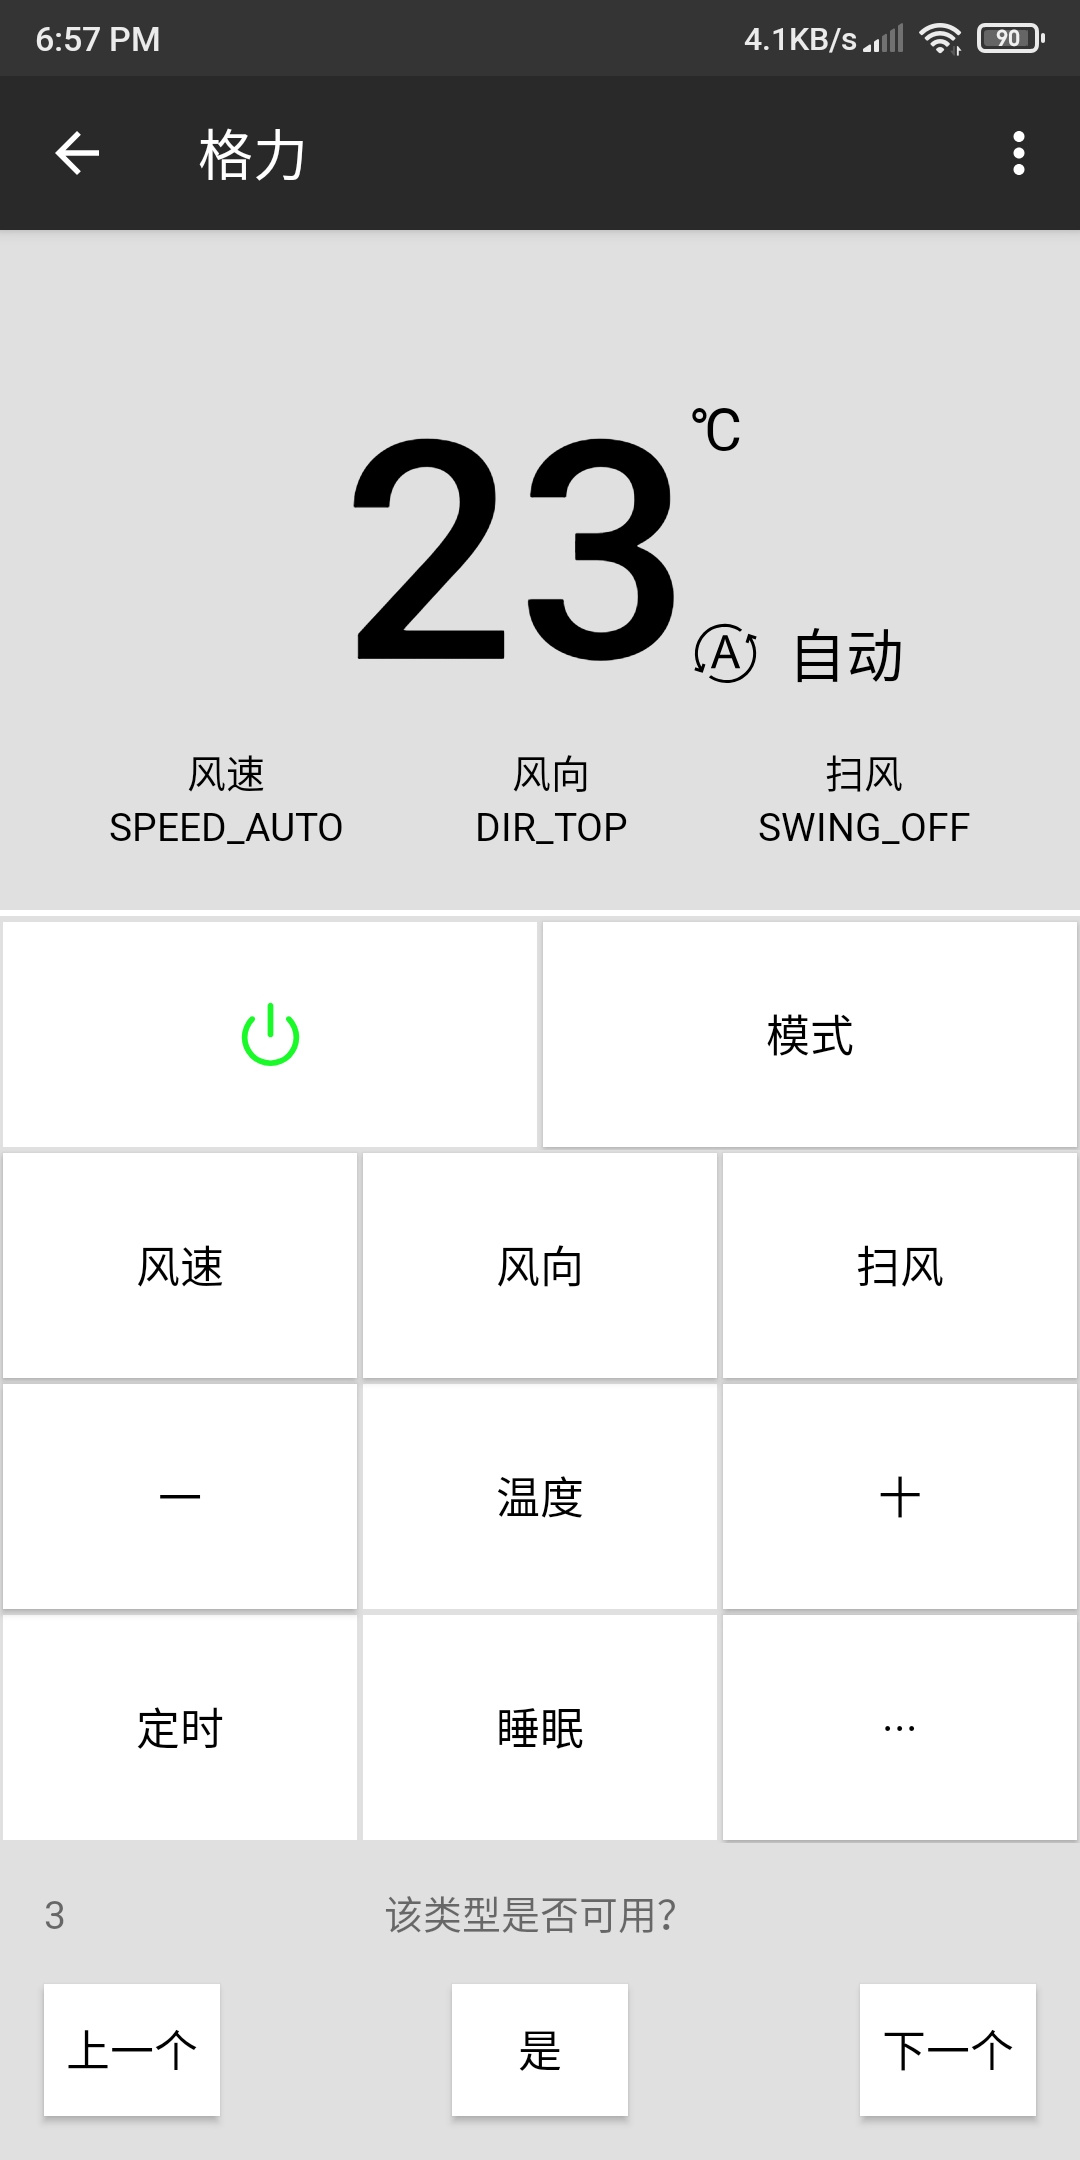 6:57 PM 4.1KB/s 90
格力
23 ℃
A 自动
风速 风向 扫风
SPEED_AUTO DIR_TOP SWING_OFF
模式
风速 风向 扫风
一 温度 十
定时 睡眠 ...
3 该类型是否可用?
上一个 是 下一个